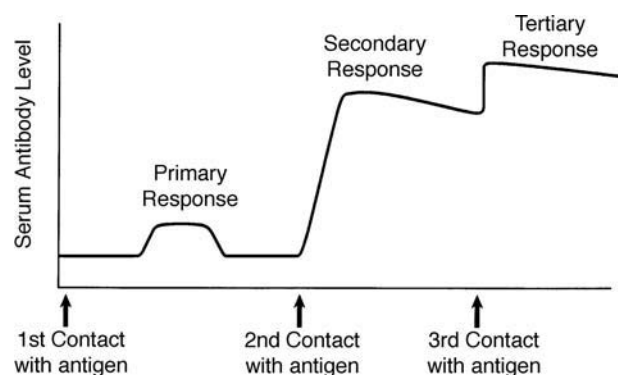 Tertiary
Response
Secondary
Response
Primary
Response
Serum Antibody Level
1st Contact
with antigen
2nd Contact
with antigen
3rd Contact
with antigen